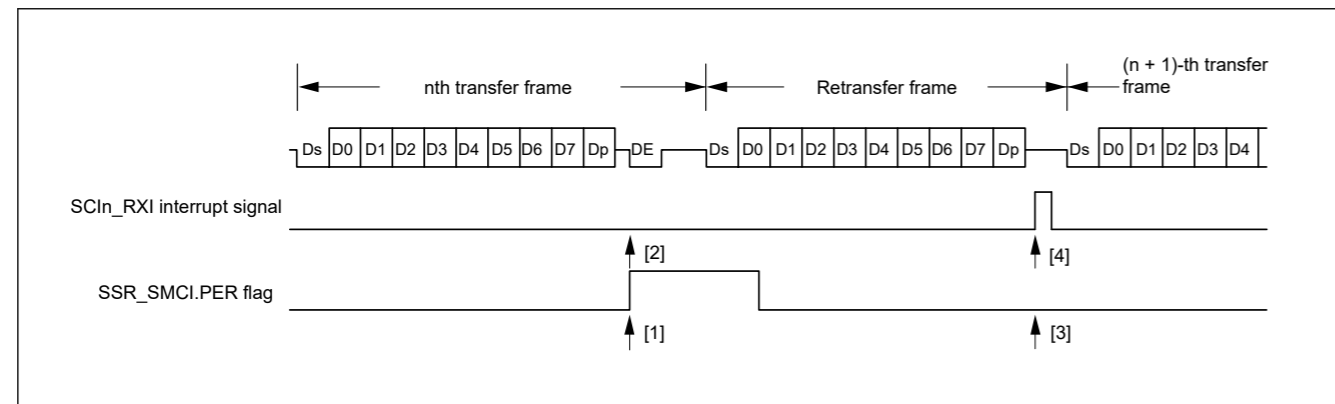 nth transfer frame
Retransfer frame
(n + 1)-th transfer
frame
Ds D0 D1 D2 D3 D4 D5 D6 D7 Dp DE Ds D0 D1 D2 D3 D4 D5 D6 D7 Dp Ds D0 D1 D2 D3 D4
SCIn_RXI interrupt signal
[2]
[4]
SSR_SMCI.PER flag
[1]
[3]